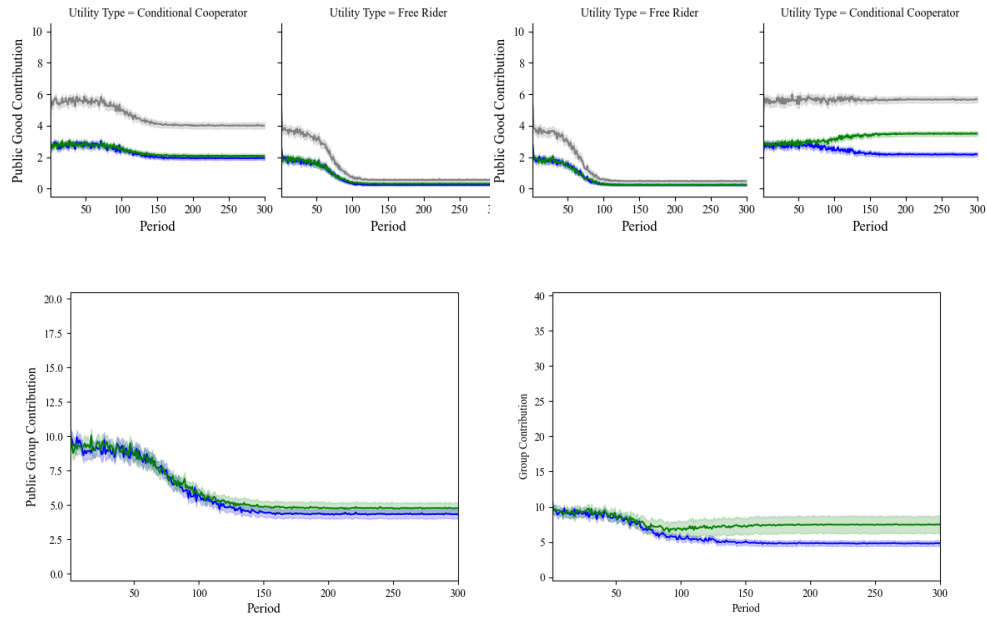 Utility Type = Conditional Cooperator
Utility Type = Free Rider
Utility Type = Free Rider
Utility Type = Conditional Cooperator
Public Good Contribution
10
8
6
4
2
0
50 100 150 200 250 300
Period
50 100 150 200 250 300
Period
Public Good Contribution
10
8
6
4
2
0
50 100 150 200 250 300
Period
50 100 150 200 250 300
Period
Public Group Contribution
20.0
17.5
15.0
12.5
10.0
7.5
5.0
2.5
0.0
50 100 150 200 250 300
Period
Group Contribution
40
35
30
25
20
15
10
5
0
50 100 150 200 250 300
Period